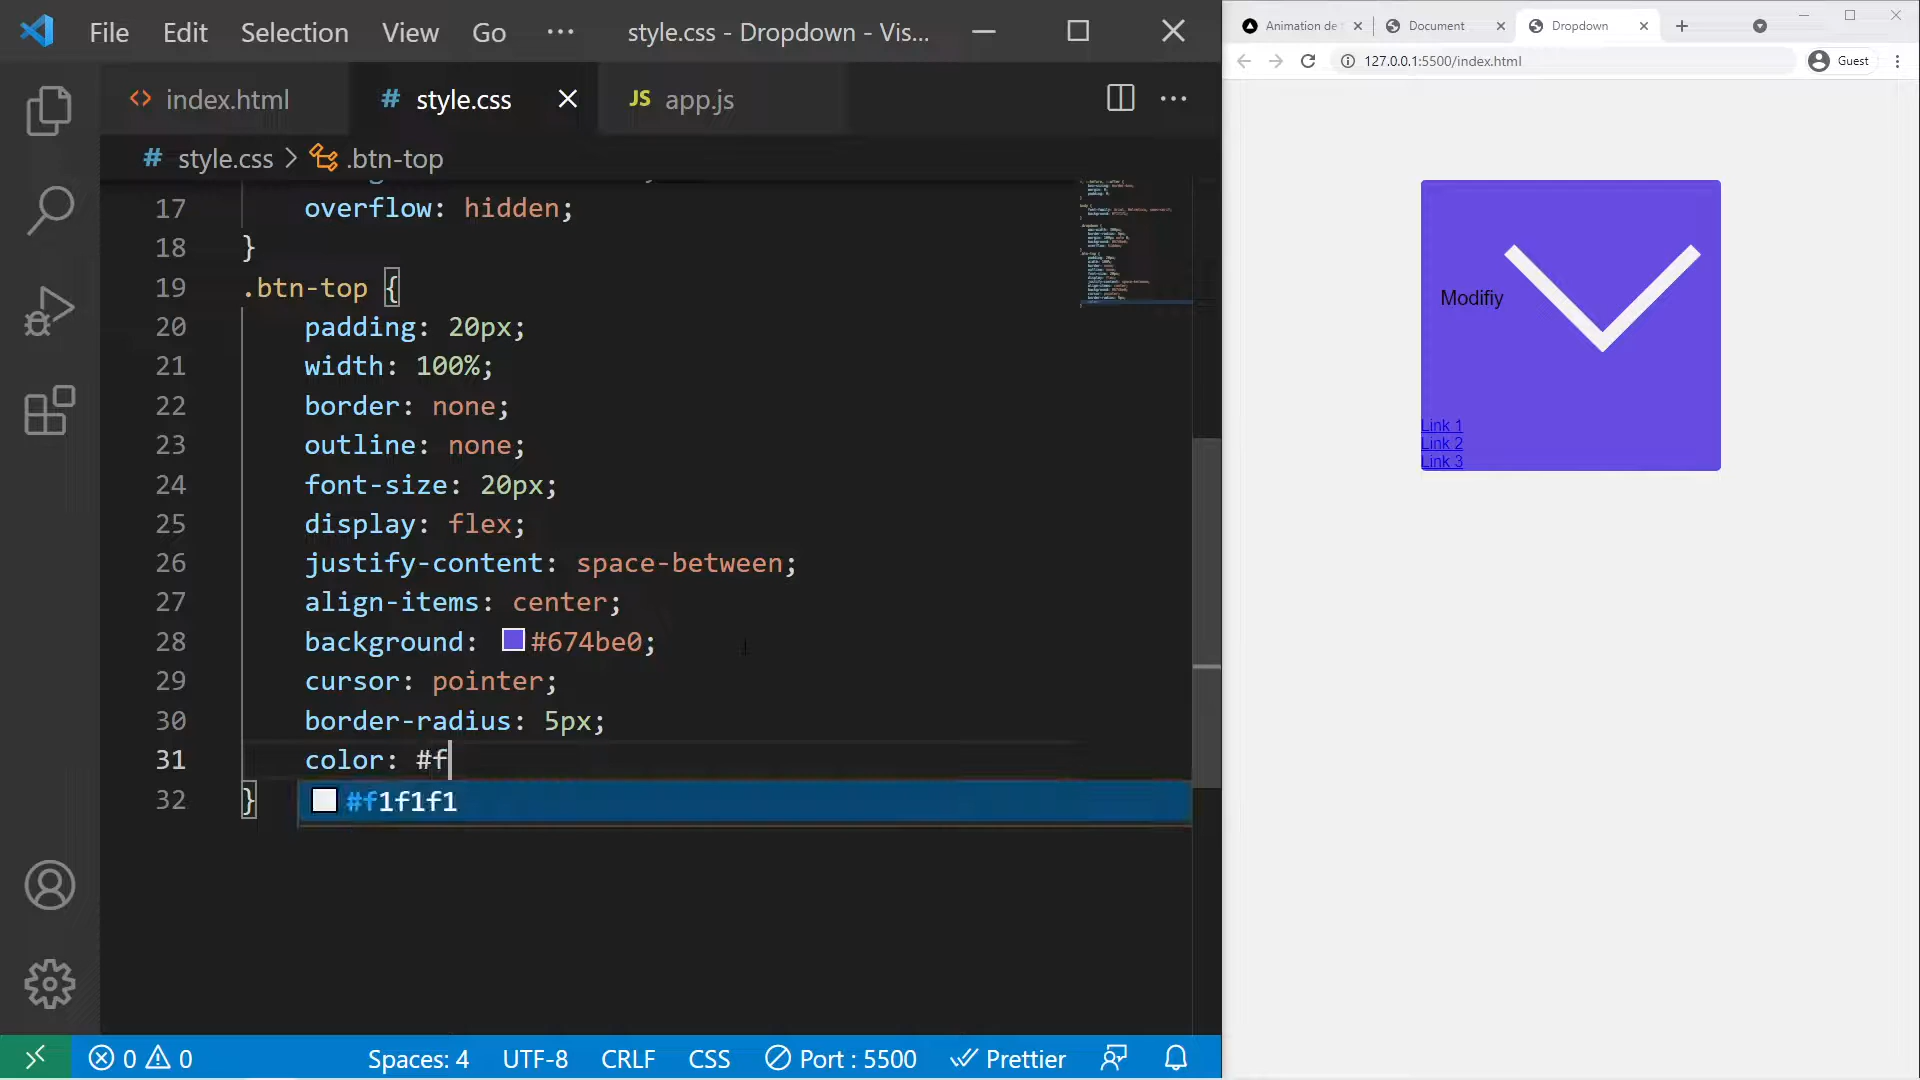 File Edit Selection View Go ··· style.css - Dropdown - Vis...
index.html # style.css JS app.js
# style.css > .btn-top
17 overflow: hidden;
18 }
19 .btn-top {
20 padding: 20px;
21 width: 100%;
22 border: none;
23 outline: none;
24 font-size: 20px;
25 display: flex;
26 justify-content: space-between;
27 align-items: center;
28 background: #674be0;
29 cursor: pointer;
30 border-radius: 5px;
31 color: #f
#f1f1f1
32 }
0 0 Spaces: 4 UTF-8 CRLF CSS Port : 5500 Prettier
Animation de Document Dropdown
127.0.0.1:5500/index.html Guest
Modifiy
Link 1
Link 2
Link 3